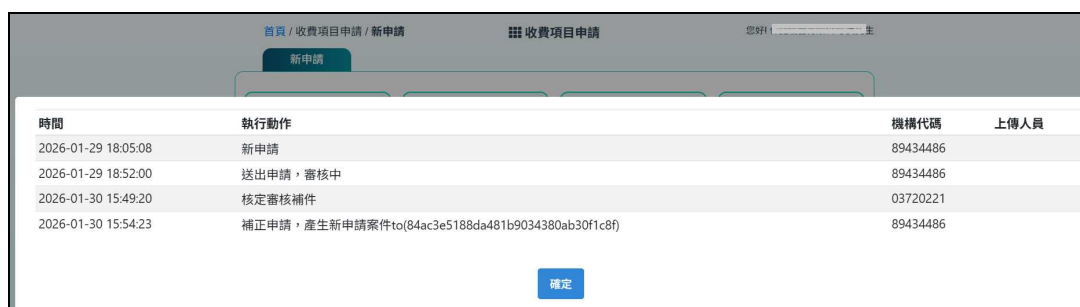 首頁 / 收費項目申請 / 新申請 收費項目申請 您好! 生
新申請
時間 執行動作 機構代碼 上傳人員
2026-01-29 18:05:08 新申請 89434486
2026-01-29 18:52:00 送出申請，審核中 89434486
2026-01-30 15:49:20 核定審核補件 03720221
2026-01-30 15:54:23 補正申請，產生新申請案件to(84ac3e5188da481b9034380ab30f1c8f) 89434486
確定